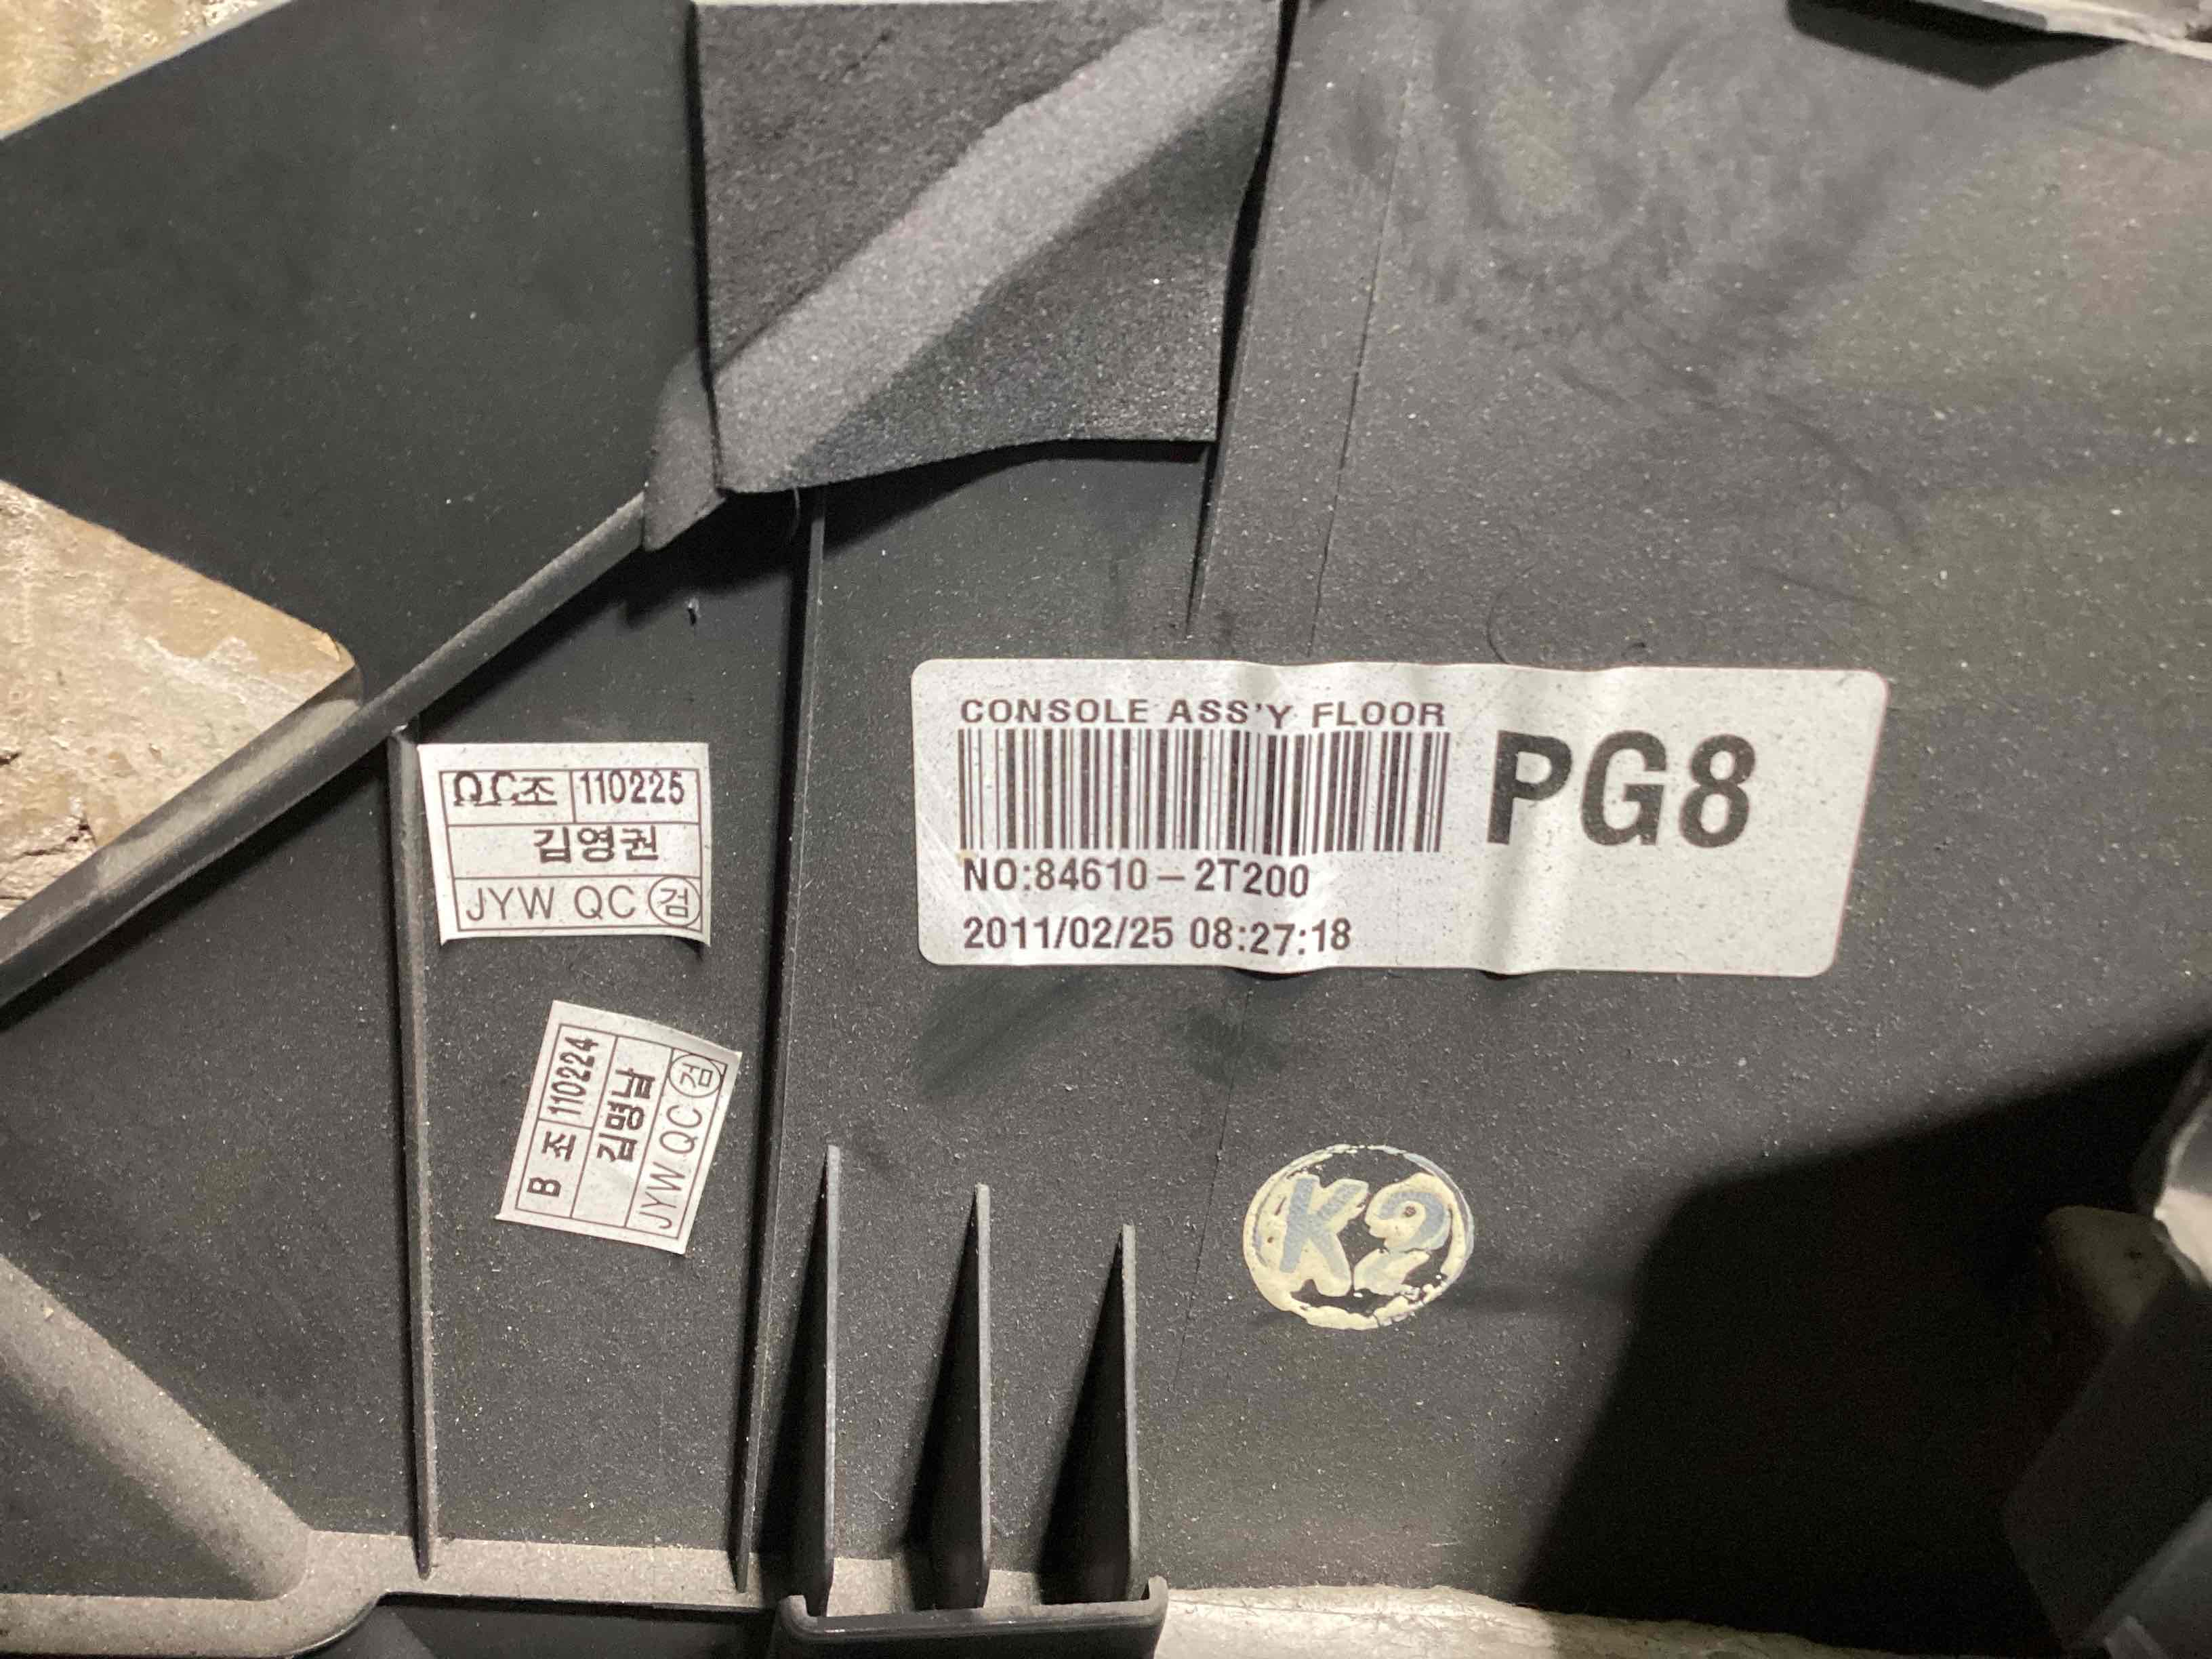 CONSOLE ASS'Y FLOOR
PG8
NO:84610-2T200
2011/02/25 08:27:18
QC조 110225
김영권
JYW QC 검
B 조 110224
김명남
JYW QC 검
K2